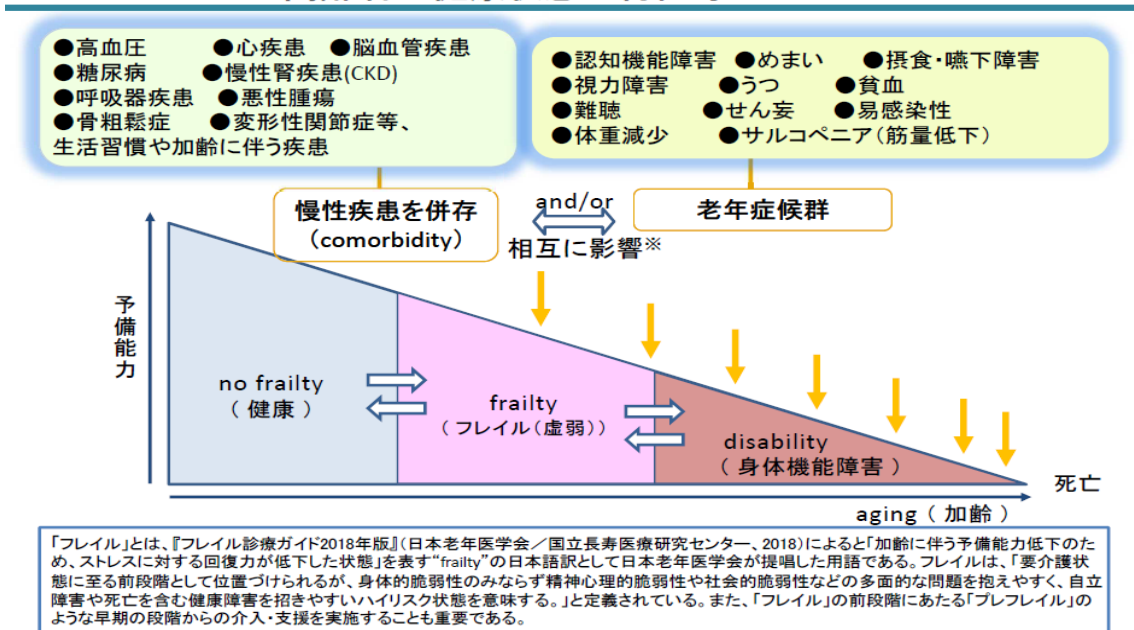 ●高血圧 ●心疾患 ●脳血管疾患
●糖尿病 ●慢性腎疾患(CKD)
●呼吸器疾患 ●悪性腫瘍
●骨粗鬆症 ●変形性関節症等、
生活習慣や加齢に伴う疾患
●認知機能障害 ●めまい ●摂食・嚥下障害
●視力障害 ●うつ ●貧血
●難聴 ●せん妄 ●易感染性
●体重減少 ●サルコペニア(筋量低下)
慢性疾患を併存
(comorbidity)
and/or
相互に影響※
老年症候群
予備能力
no frailty
(健康)
frailty
(フレイル(虚弱))
disability
(身体機能障害)
死亡
aging(加齢)
「フレイル」とは、『フレイル診療ガイド2018年版』(日本老年医学会/国立長寿医療研究センター、2018)によると「加齢に伴う予備能力低下のた
め、ストレスに対する回復力が低下した状態」を表す“frailty”の日本語訳として日本老年医学会が提唱した用語である。フレイルは、「要介護状
態に至る前段階として位置づけられるが、身体的脆弱性のみならず精神心理的脆弱性や社会的脆弱性などの多面的な問題を抱えやすく、自立
障害や死亡を含む健康障害を招きやすいハイリスク状態を意味する。」と定義されている。また、「フレイル」の前段階にあたる「プレフレイル」の
ような早期の段階からの介入・支援を実施することも重要である。